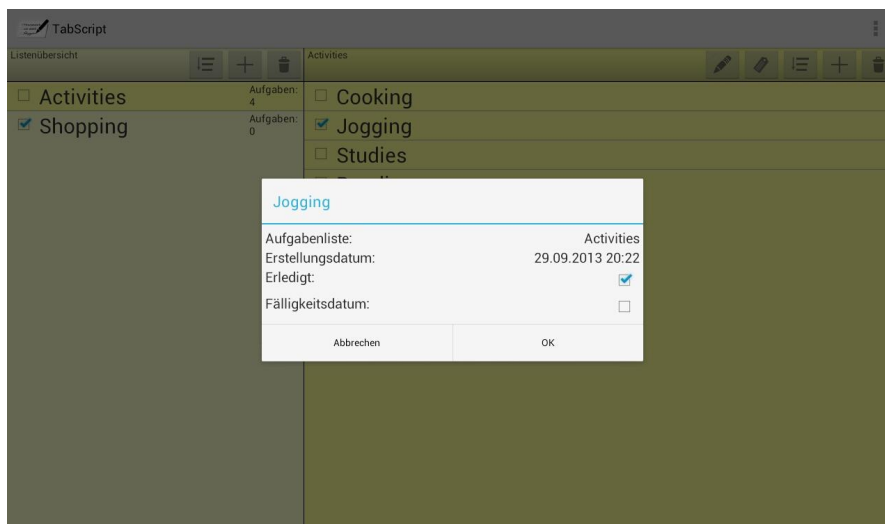 TabScript
Listenübersicht
Activities
Aufgaben:
4
Shopping
Aufgaben:
0
Activities
Cooking
Jogging
Studies
Jogging
Aufgabenliste: Activities
Erstellungsdatum: 29.09.2013 20:22
Erledigt:
Fälligkeitsdatum:
Abbrechen OK